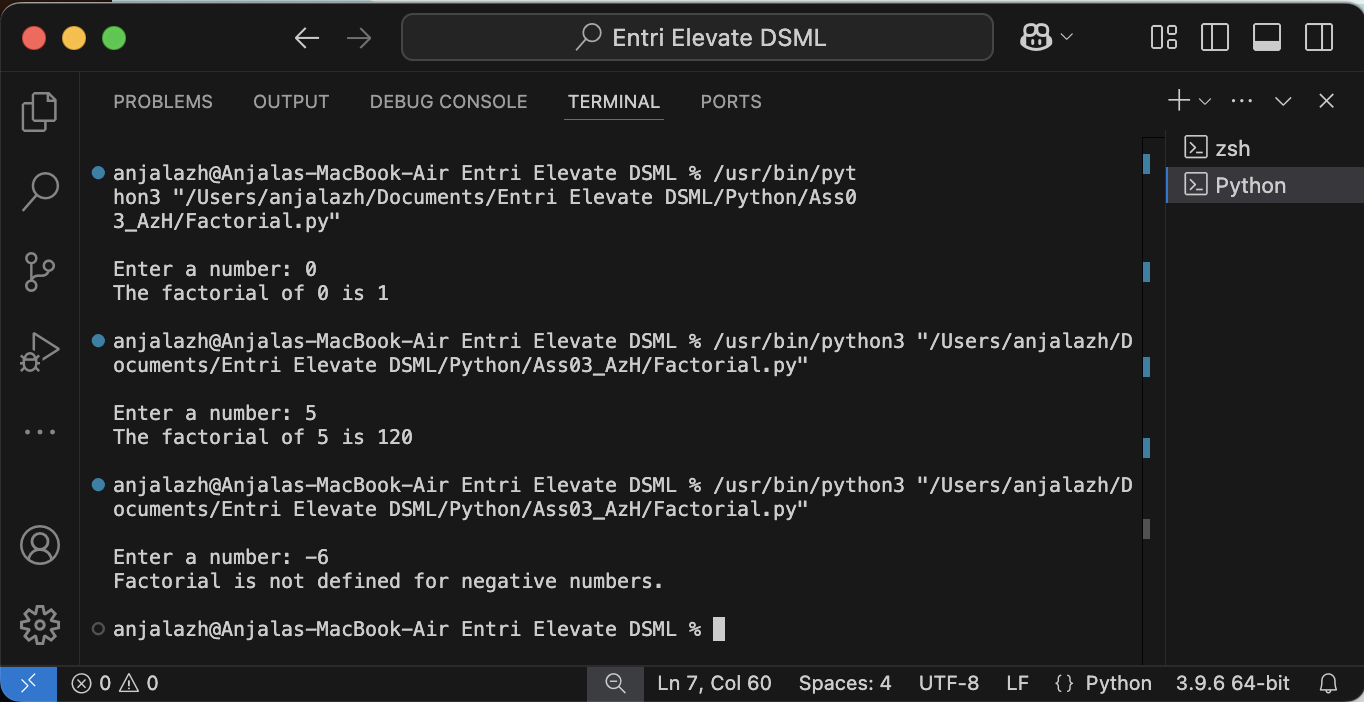 Entri Elevate DSML
PROBLEMS OUTPUT DEBUG CONSOLE TERMINAL PORTS
zsh
Python
anjalazh@Anjalas-MacBook-Air Entri Elevate DSML % /usr/bin/pyt
hon3 "/Users/anjalazh/Documents/Entri Elevate DSML/Python/Ass0
3_AzH/Factorial.py"
Enter a number: 0
The factorial of 0 is 1
anjalazh@Anjalas-MacBook-Air Entri Elevate DSML % /usr/bin/python3 "/Users/anjalazh/D
ocuments/Entri Elevate DSML/Python/Ass03_AzH/Factorial.py"
Enter a number: 5
The factorial of 5 is 120
anjalazh@Anjalas-MacBook-Air Entri Elevate DSML % /usr/bin/python3 "/Users/anjalazh/D
ocuments/Entri Elevate DSML/Python/Ass03_AzH/Factorial.py"
Enter a number: -6
Factorial is not defined for negative numbers.
anjalazh@Anjalas-MacBook-Air Entri Elevate DSML %
0 0 Ln 7, Col 60 Spaces: 4 UTF-8 LF {} Python 3.9.6 64-bit